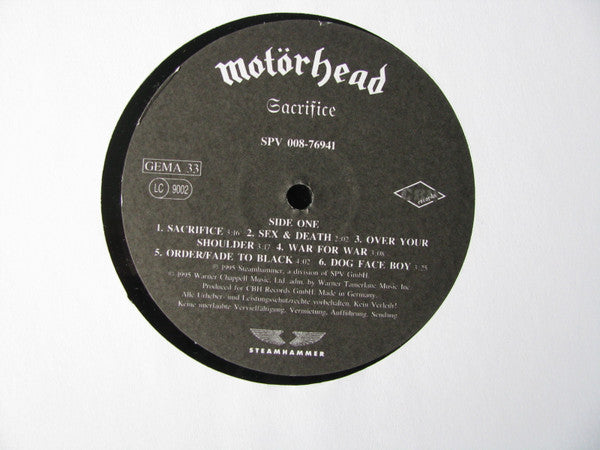 motörhead
Sacrifice
SPV 008-76941
GEMA 33
LC 9002
records
SIDE ONE
1. SACRIFICE 3:16 2. SEX & DEATH 2:02 3. OVER YOUR
SHOULDER 3:17 4. WAR FOR WAR 3:08
5. ORDER/FADE TO BLACK 4:02 6. DOG FACE BOY 3:25
℗ 1995 Steamhammer, a division of SPV GmbH
© 1995 Warner Chappell Music, Ltd. adm. by Warner Tamerlane Music Inc
Produced for CBH Records GmbH. Made in Germany.
Alle Urheber- und Leistungsschutzrechte vorbehalten. Kein Verleih!
Keine unerlaubte Vervielfältigung, Vermietung, Aufführung, Sendung.
STEAMHAMMER